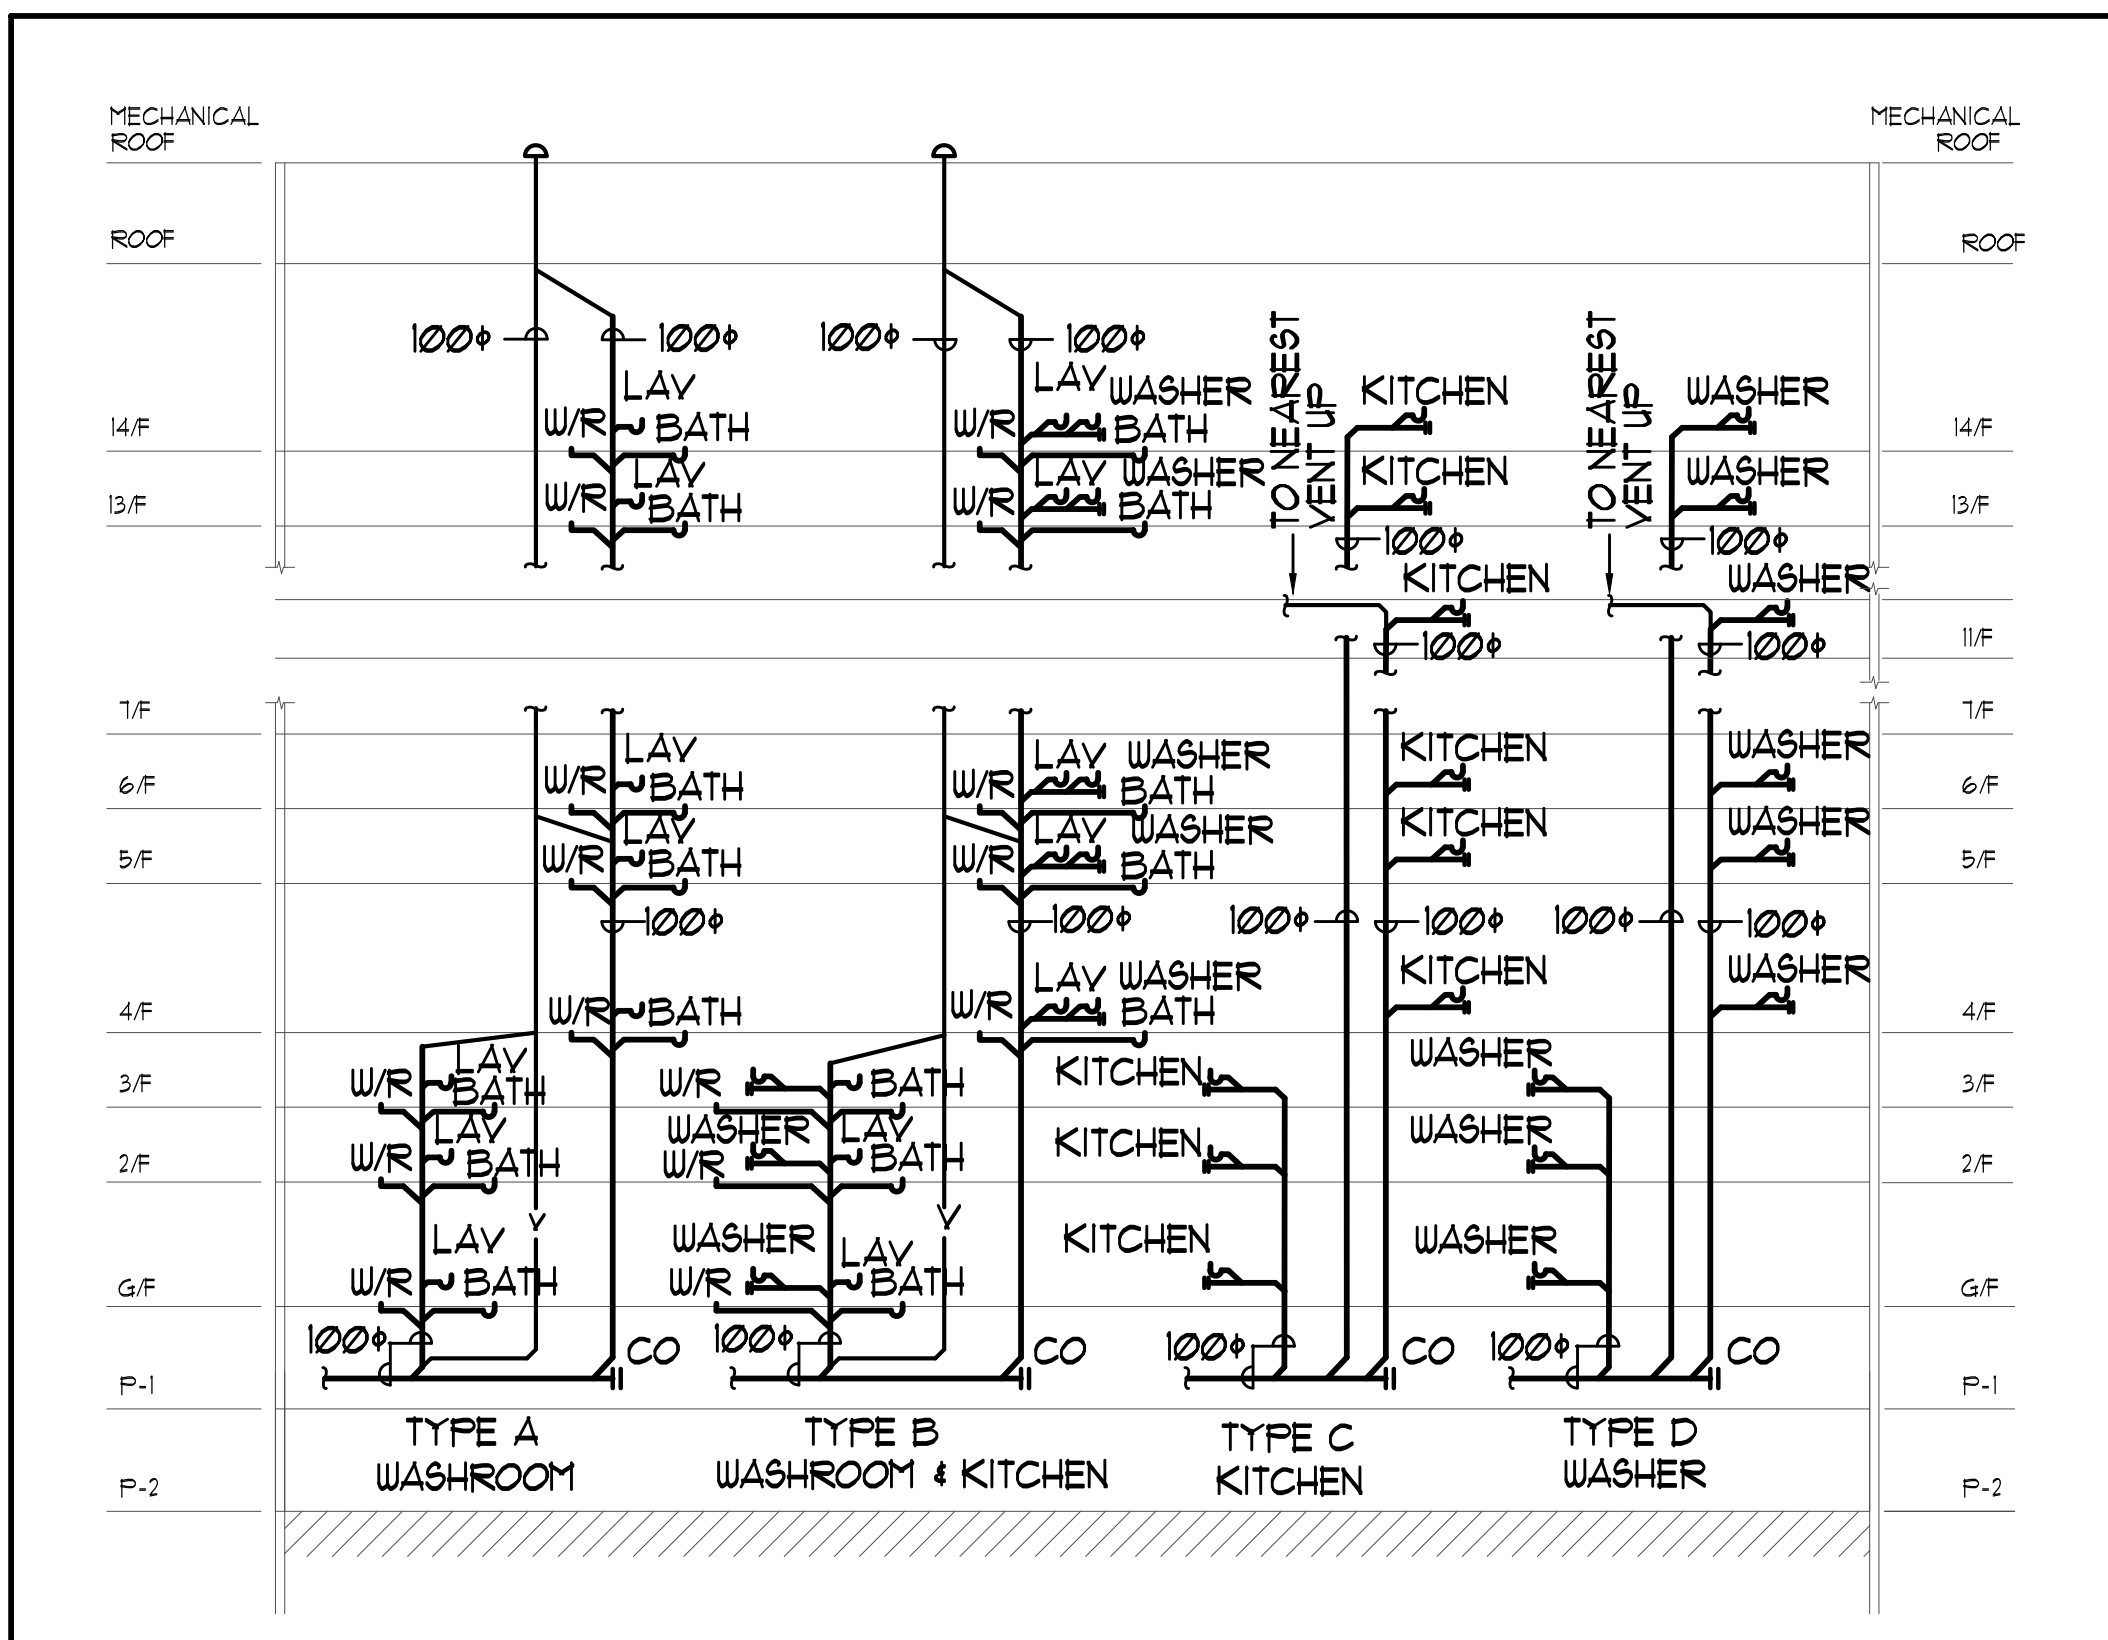 MECHANICAL
ROOF
MECHANICAL
ROOF
ROOF
ROOF
100ϕ
100ϕ
100ϕ
100ϕ
TO NEAREST
VENT UP
TO NEAREST
VENT UP
LAV
LAV
WASHER
KITCHEN
WASHER
14/F
W/R
BATH
W/R
BATH
14/F
LAV
LAV
WASHER
KITCHEN
WASHER
13/F
W/R
BATH
W/R
BATH
13/F
100ϕ
100ϕ
KITCHEN
WASHER
100ϕ
100ϕ
11/F
7/F
7/F
LAV
LAV
WASHER
KITCHEN
WASHER
6/F
W/R
BATH
W/R
BATH
6/F
LAV
LAV
WASHER
KITCHEN
WASHER
5/F
W/R
BATH
W/R
BATH
5/F
100ϕ
100ϕ
100ϕ
100ϕ
100ϕ
100ϕ
LAV
WASHER
KITCHEN
WASHER
4/F
W/R
BATH
W/R
BATH
4/F
LAV
KITCHEN
WASHER
3/F
W/R
BATH
W/R
BATH
3/F
LAV
WASHER
LAV
KITCHEN
WASHER
2/F
W/R
BATH
W/R
BATH
2/F
V
V
LAV
WASHER
LAV
KITCHEN
WASHER
G/F
W/R
BATH
W/R
BATH
G/F
100ϕ
CO
100ϕ
CO
100ϕ
CO
100ϕ
CO
P-1
P-1
TYPE A
WASHROOM
TYPE B
WASHROOM & KITCHEN
TYPE C
KITCHEN
TYPE D
WASHER
P-2
P-2